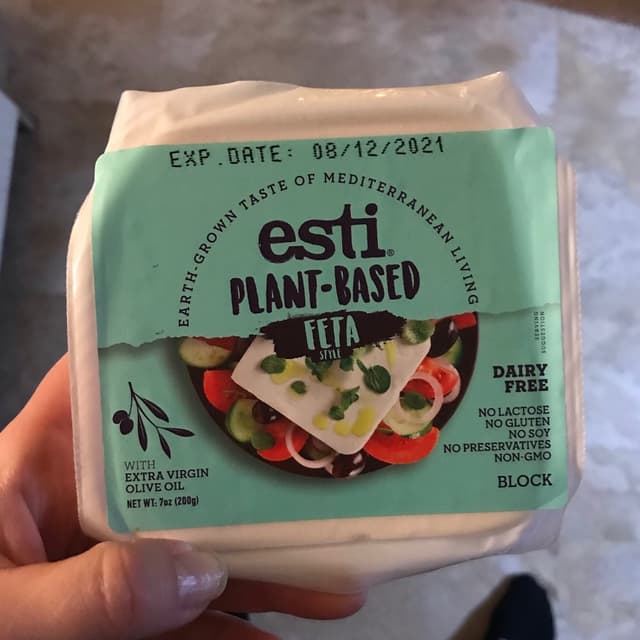 EXP.DATE: 08/12/2021
EARTH-GROWN TASTE OF MEDITERRANEAN LIVING
esti®
PLANT-BASED
FETA
STYLE
SERVING
SUGGESTION
DAIRY
FREE
NO LACTOSE
NO GLUTEN
NO SOY
NO PRESERVATIVES
NON-GMO
BLOCK
WITH
EXTRA VIRGIN
OLIVE OIL
NET WT: 7oz (200g)